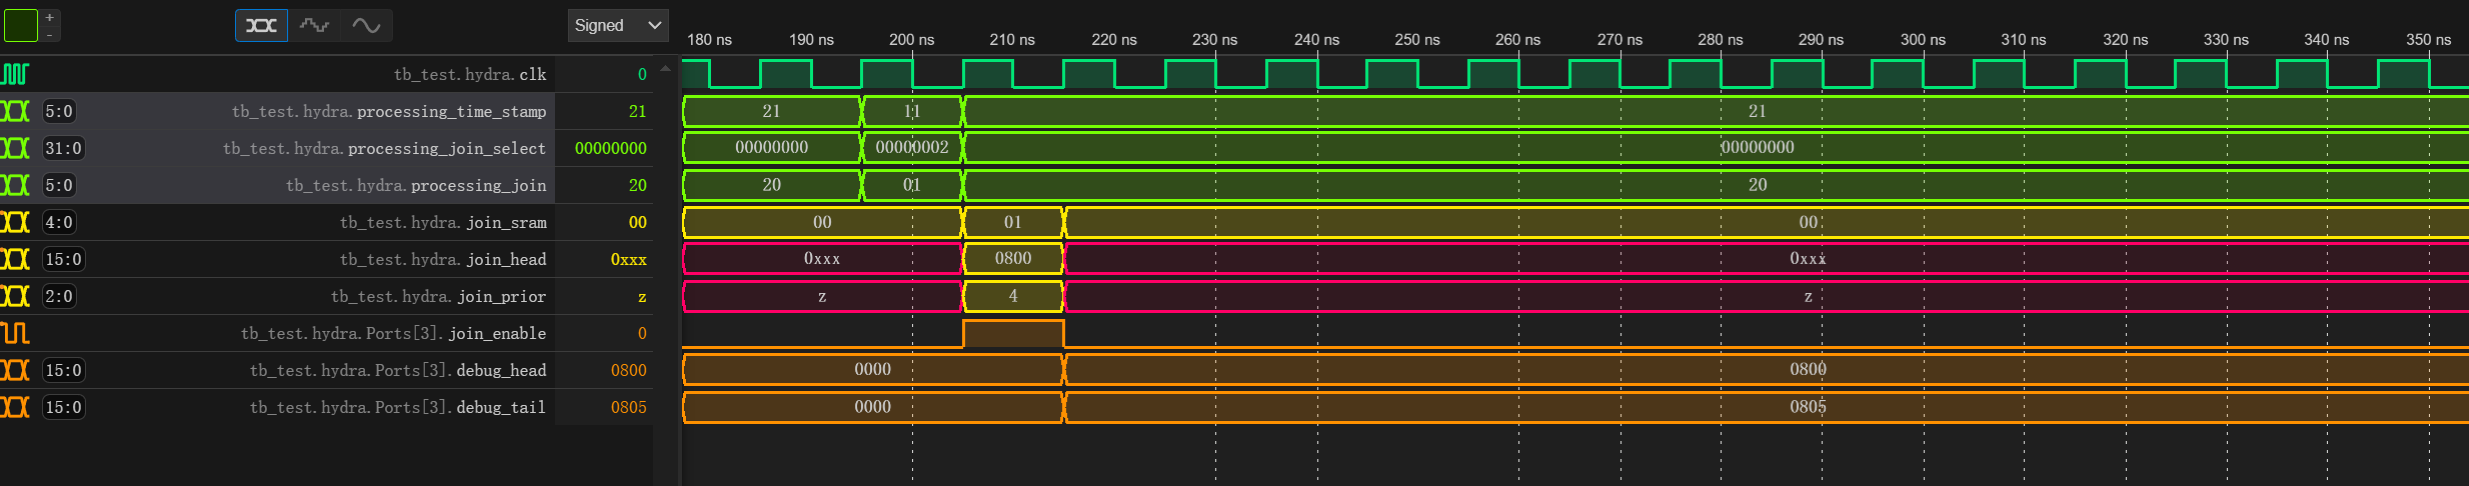 +
-
Signed
180 ns 190 ns 200 ns 210 ns 220 ns 230 ns 240 ns 250 ns 260 ns 270 ns 280 ns 290 ns 300 ns 310 ns 320 ns 330 ns 340 ns 350 ns
tb_test.hydra.clk 0
5:0 tb_test.hydra.processing_time_stamp 21 21 11 21
31:0 tb_test.hydra.processing_join_select 00000000 00000000 00000002 00000000
5:0 tb_test.hydra.processing_join 20 20 01 20
4:0 tb_test.hydra.join_sram 00 00 01 00
15:0 tb_test.hydra.join_head 0xxx 0xxx 0800 0xxx
2:0 tb_test.hydra.join_prior z z 4 z
tb_test.hydra.Ports[3].join_enable 0
15:0 tb_test.hydra.Ports[3].debug_head 0800 0000 0800
15:0 tb_test.hydra.Ports[3].debug_tail 0805 0000 0805